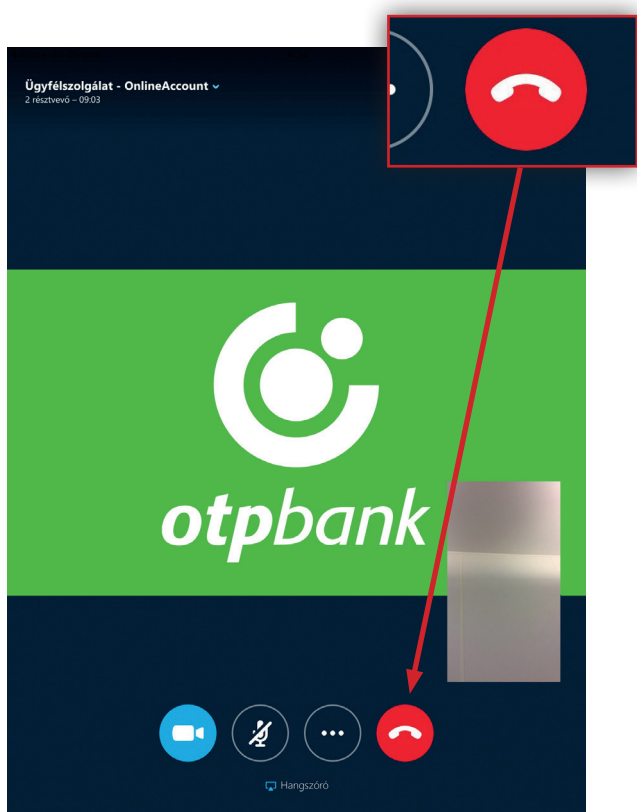 Ügyfélszolgálat - OnlineAccount
2 résztvevő – 09:03
otpbank
Hangszóró